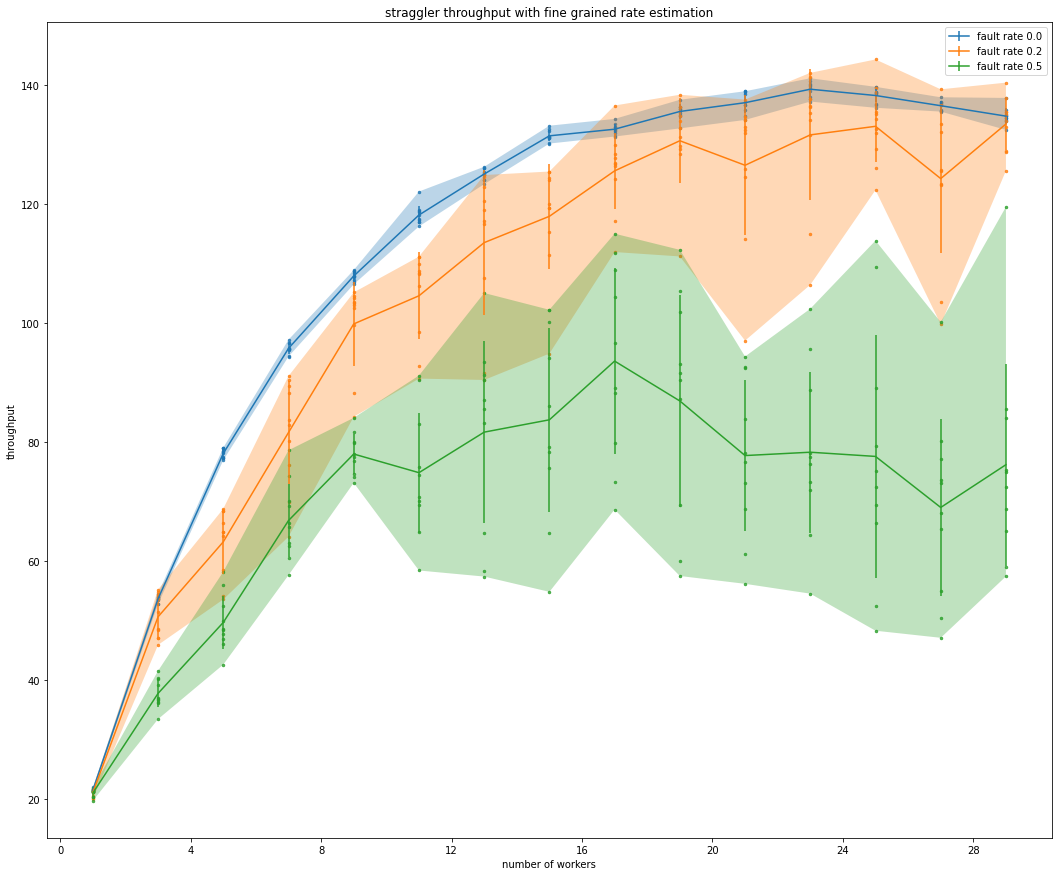 straggler throughput with fine grained rate estimation
fault rate 0.0
fault rate 0.2
fault rate 0.5
throughput
140
120
100
80
60
40
20
0 4 8 12 16 20 24 28
number of workers